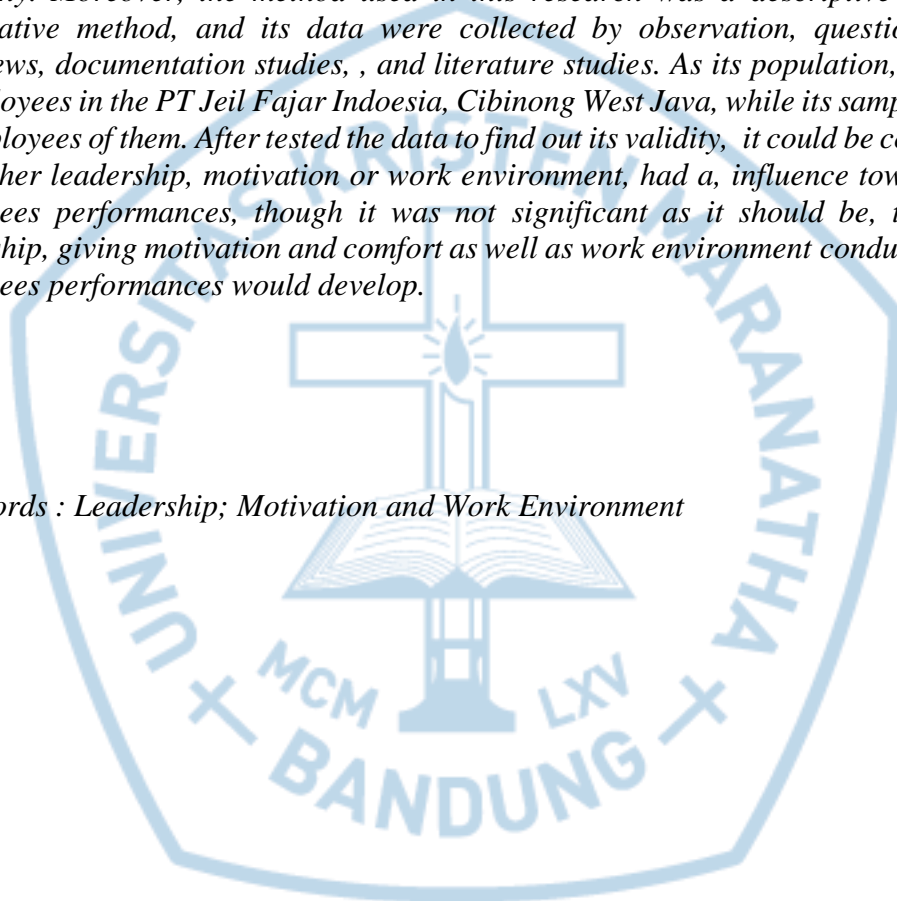 ny. Moreover, the method used in this research was a descriptive
ative method, and its data were collected by observation, questio
ews, documentation studies, , and literature studies. As its population,
loyees in the PT Jeil Fajar Indoesia, Cibinong West Java, while its samp
ployees of them. After tested the data to find out its validity, it could be c
her leadership, motivation or work environment, had a, influence tow
ees performances, though it was not significant as it should be, t
ship, giving motivation and comfort as well as work environment condu
ees performances would develop.
ords : Leadership; Motivation and Work Environment
UNIVERSITAS KRISTEN MARANATHA
MCM LXV
BANDUNG